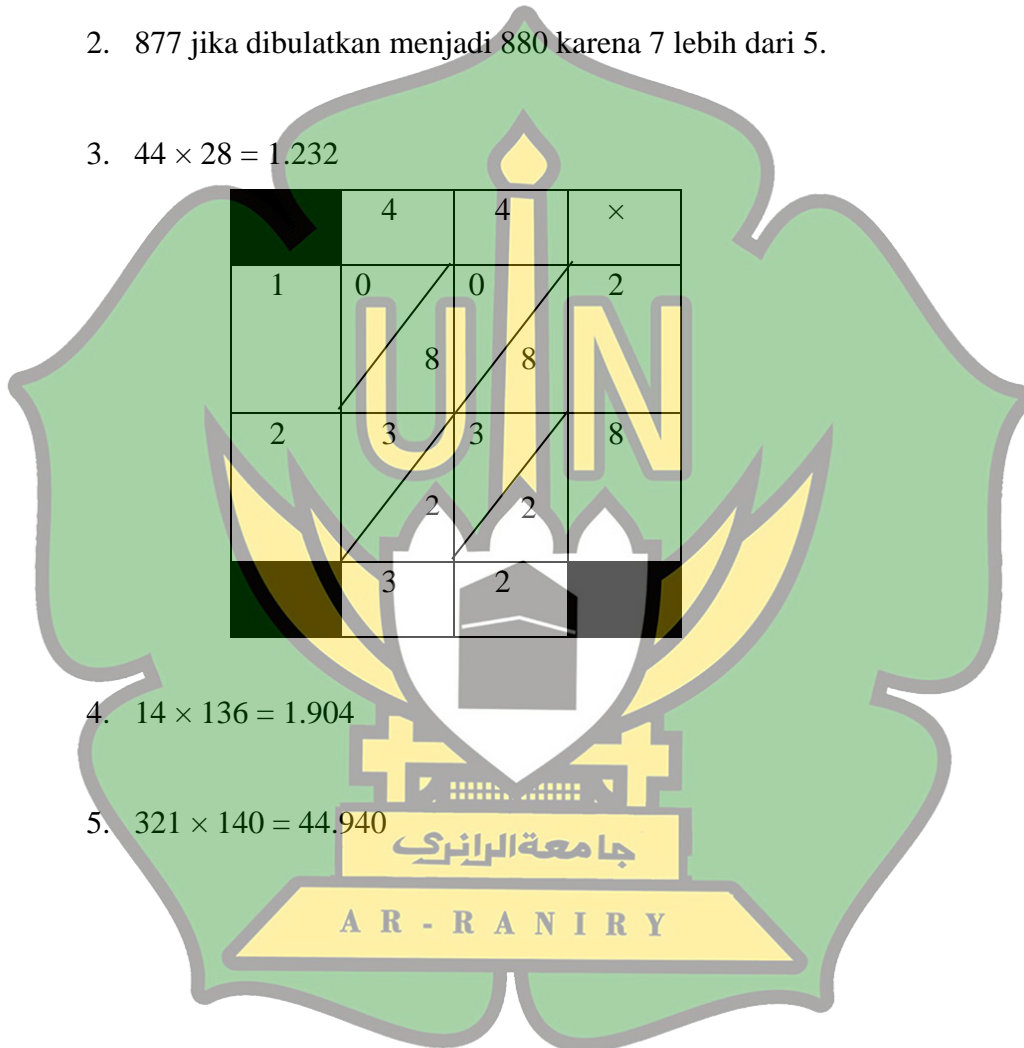 2. 877 jika dibulatkan menjadi 880 karena 7 lebih dari 5.
3. 44 × 28 = 1.232
4 4 ×
1 0 0 2
8 8
2 3 3 8
2 2
3 2
4. 14 × 136 = 1.904
5. 321 × 140 = 44.940
UIN
جامعةالرانري
AR-RANIRY